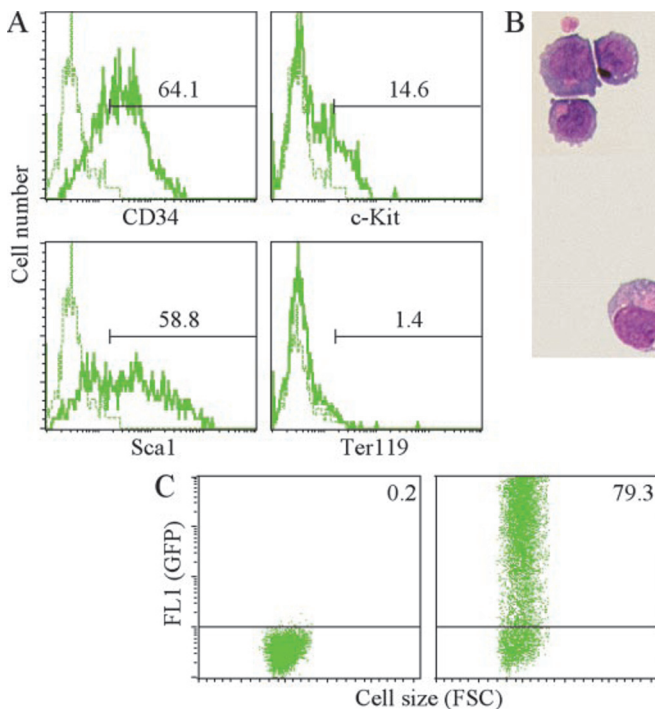 A
B
64.1
14.6
Cell number
CD34
c-Kit
58.8
1.4
Sca1
Ter119
C
0.2
79.3
FL1 (GFP)
Cell size (FSC)